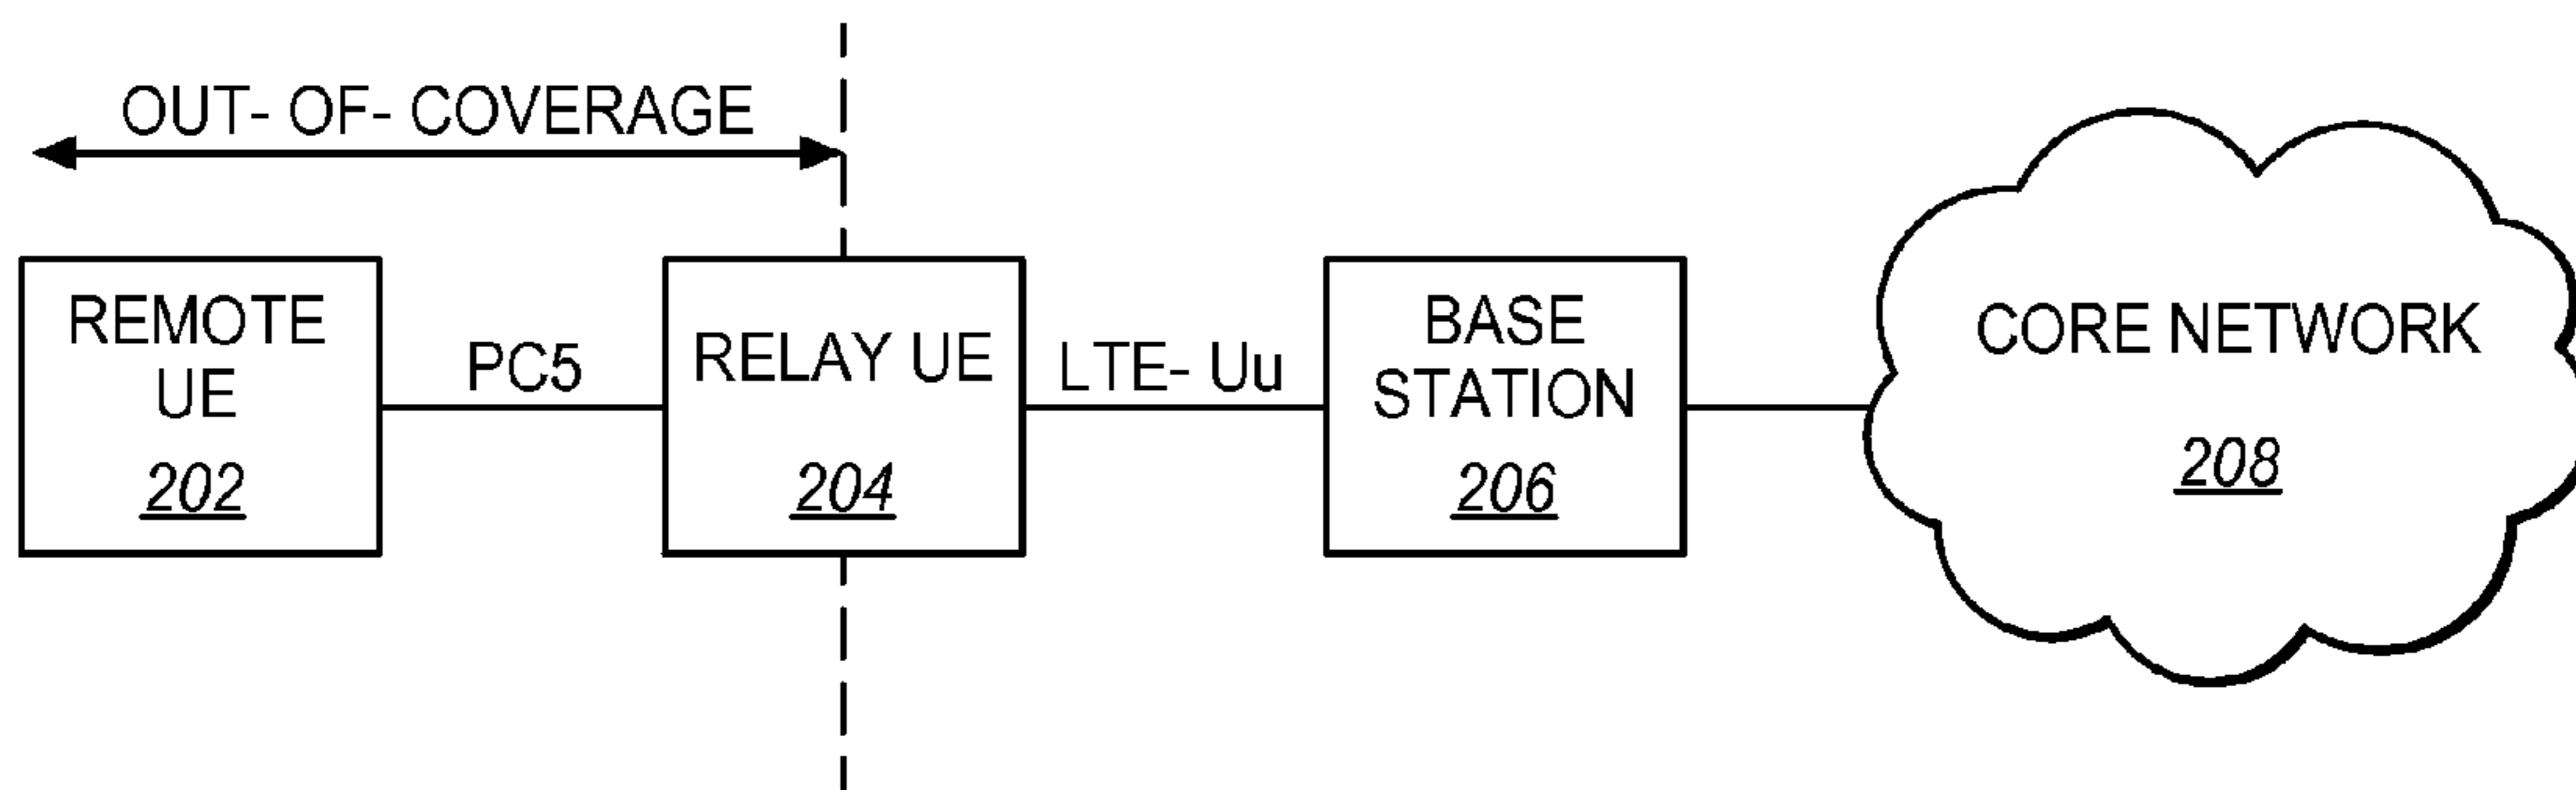 OUT- OF- COVERAGE
REMOTE
UE
202
PC5
RELAY UE
204
LTE- Uu
BASE
STATION
206
CORE NETWORK
208